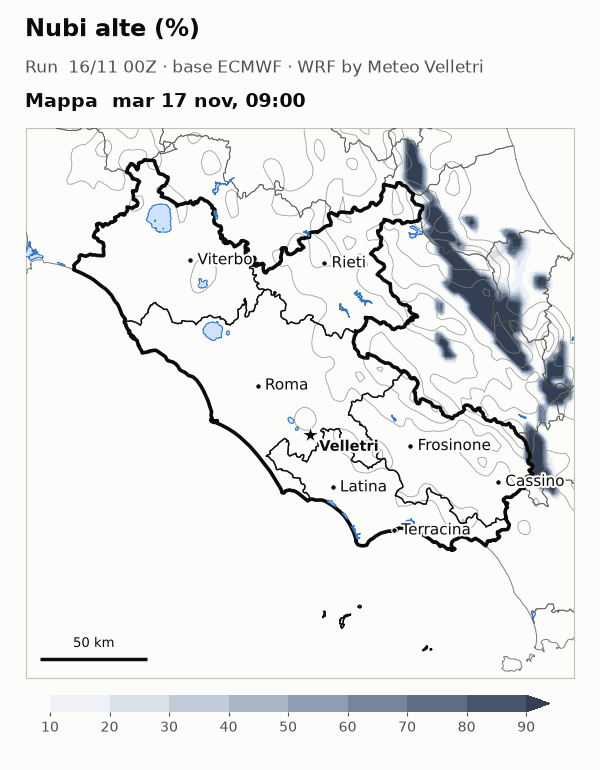 Nubi alte (%)
Run 16/11 00Z · base ECMWF · WRF by Meteo Velletri
Mappa mar 17 nov, 09:00
Viterbo
Rieti
Roma
Velletri
Frosinone
Latina
Cassino
Terracina
50 km
10 20 30 40 50 60 70 80 90